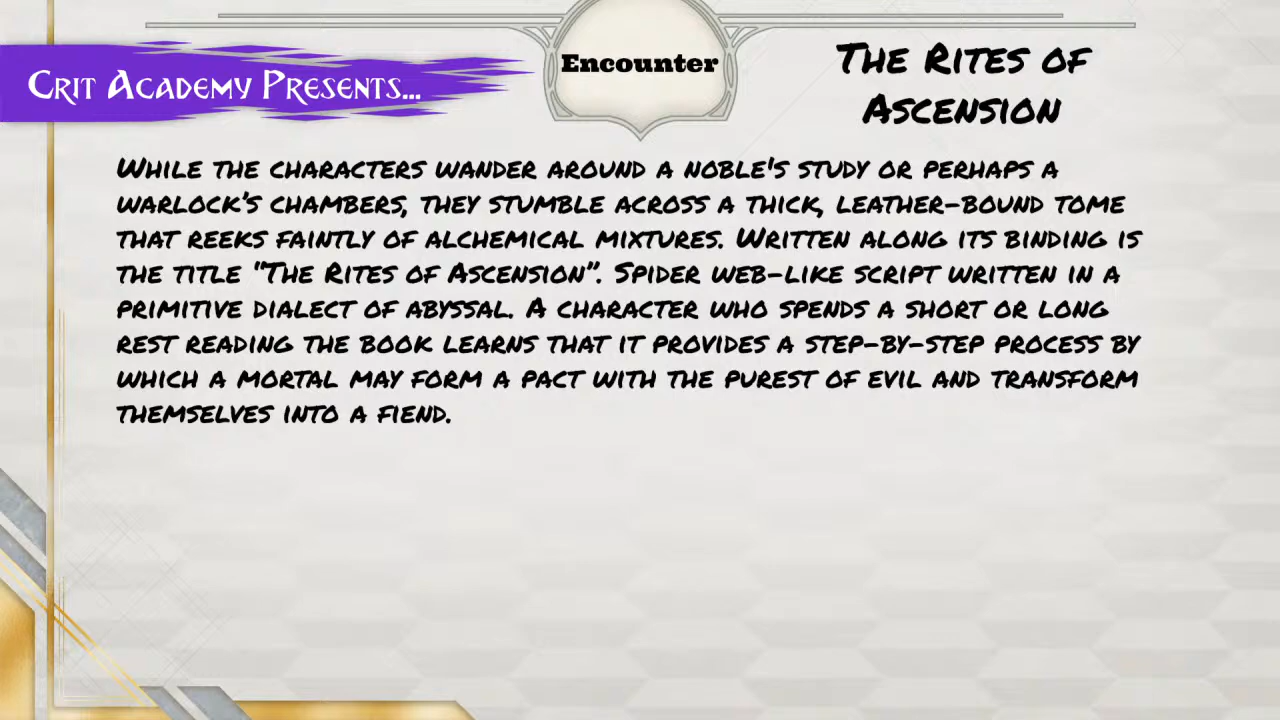 Crit Academy Presents...
Encounter
The Rites of
Ascension
While the characters wander around a noble's study or perhaps a
warlock's chambers, they stumble across a thick, leather-bound tome
that reeks faintly of alchemical mixtures. Written along its binding is
the title "The Rites of Ascension". Spider web-like script written in a
primitive dialect of abyssal. A character who spends a short or long
rest reading the book learns that it provides a step-by-step process by
which a mortal may form a pact with the purest of evil and transform
themselves into a fiend.